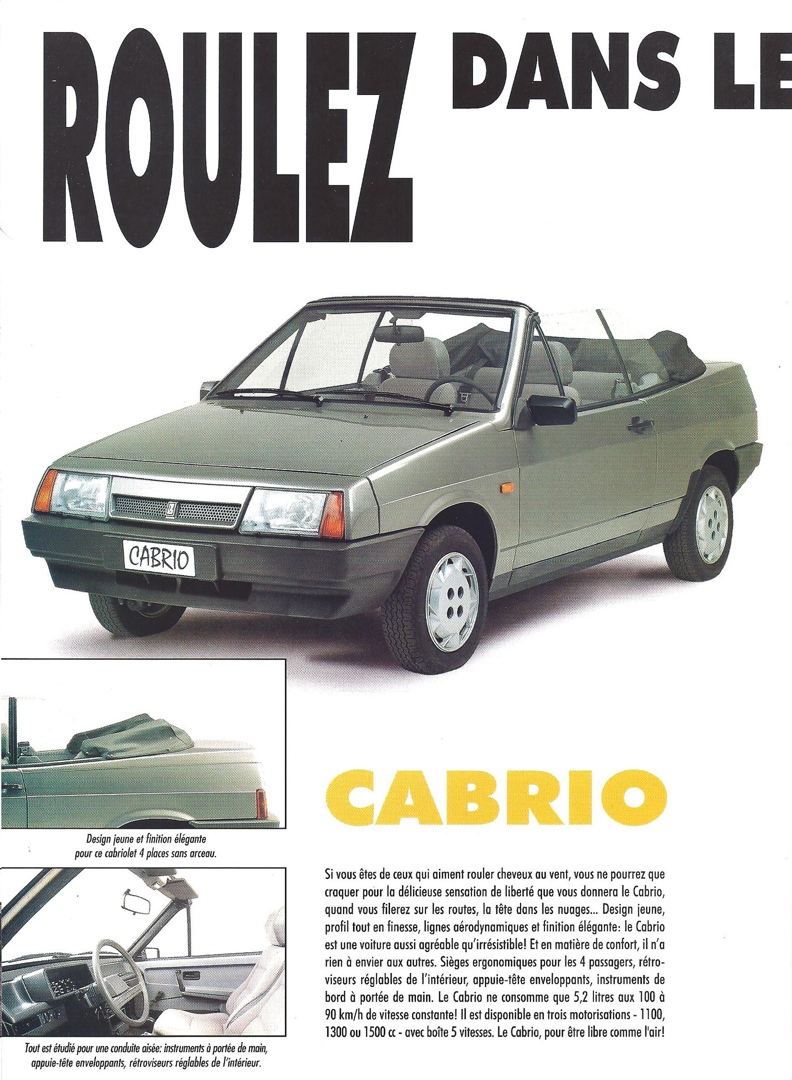 ROULEZ DANS LE
CABRIO
Design jeune et finition élégante
pour ce cabriolet 4 places sans arceau.
CABRIO
Si vous êtes de ceux qui aiment rouler cheveux au vent, vous ne pourrez que
craquer pour la délicieuse sensation de liberté que vous donnera le Cabrio,
quand vous filerez sur les routes, la tête dans les nuages... Design jeune,
profil tout en finesse, lignes aérodynamiques et finition élégante: le Cabrio
est une voiture aussi agréable qu'irrésistible! Et en matière de confort, il n'a
rien à envier aux autres. Sièges ergonomiques pour les 4 passagers, rétro-
viseurs réglables de l'intérieur, appuie-tête enveloppants, instruments de
bord à portée de main. Le Cabrio ne consomme que 5,2 litres aux 100 à
90 km/h de vitesse constante! Il est disponible en trois motorisations - 1100,
1300 ou 1500 cc - avec boîte 5 vitesses. Le Cabrio, pour être libre comme l'air!
Tout est étudié pour une conduite aisée: instruments à portée de main,
appuie-tête enveloppants, rétroviseurs réglables de l'intérieur.